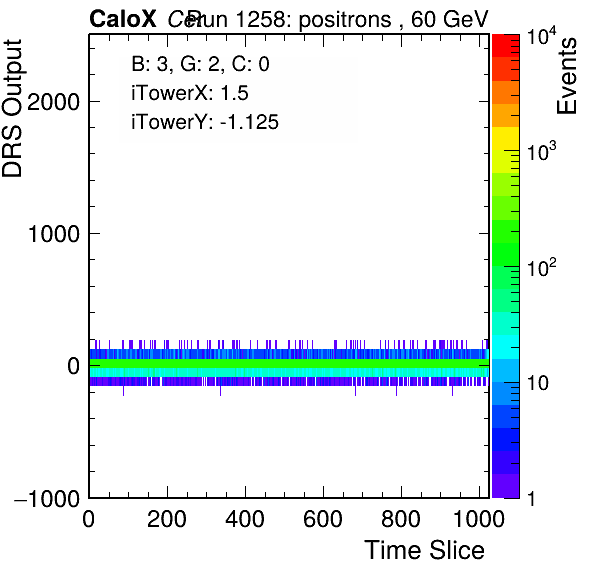 CaloX Cer Run 1258: positrons , 60 GeV
B: 3, G: 2, C: 0
iTowerX: 1.5
iTowerY: -1.125
DRS Output
2000
1000
0
−1000
0 200 400 600 800 1000
Time Slice
Events
10^4
10^3
10^2
10
1